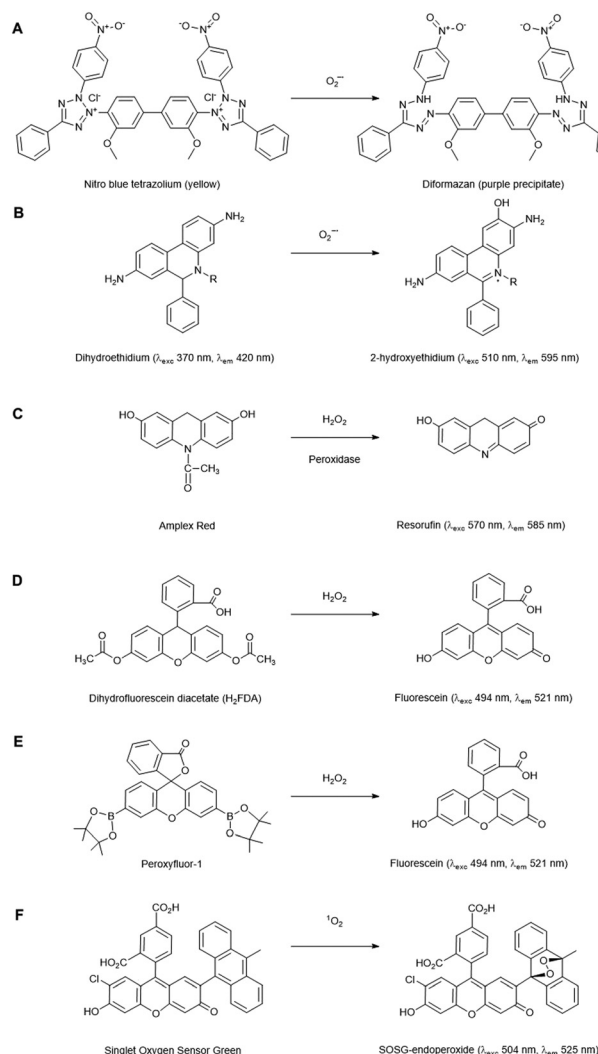 A
O₂⁻•
Nitro blue tetrazolium (yellow) Diformazan (purple precipitate)
B
O₂⁻•
Dihydroethidium (λexc 370 nm, λem 420 nm) 2-hydroxyethidium (λexc 510 nm, λem 595 nm)
C
H₂O₂
Peroxidase
Amplex Red Resorufin (λexc 570 nm, λem 585 nm)
D
H₂O₂
Dihydrofluorescein diacetate (H₂FDA) Fluorescein (λexc 494 nm, λem 521 nm)
E
H₂O₂
Peroxyfluor-1 Fluorescein (λexc 494 nm, λem 521 nm)
F
¹O₂
Singlet Oxygen Sensor Green SOSG-endoperoxide (λexc 504 nm, λem 525 nm)